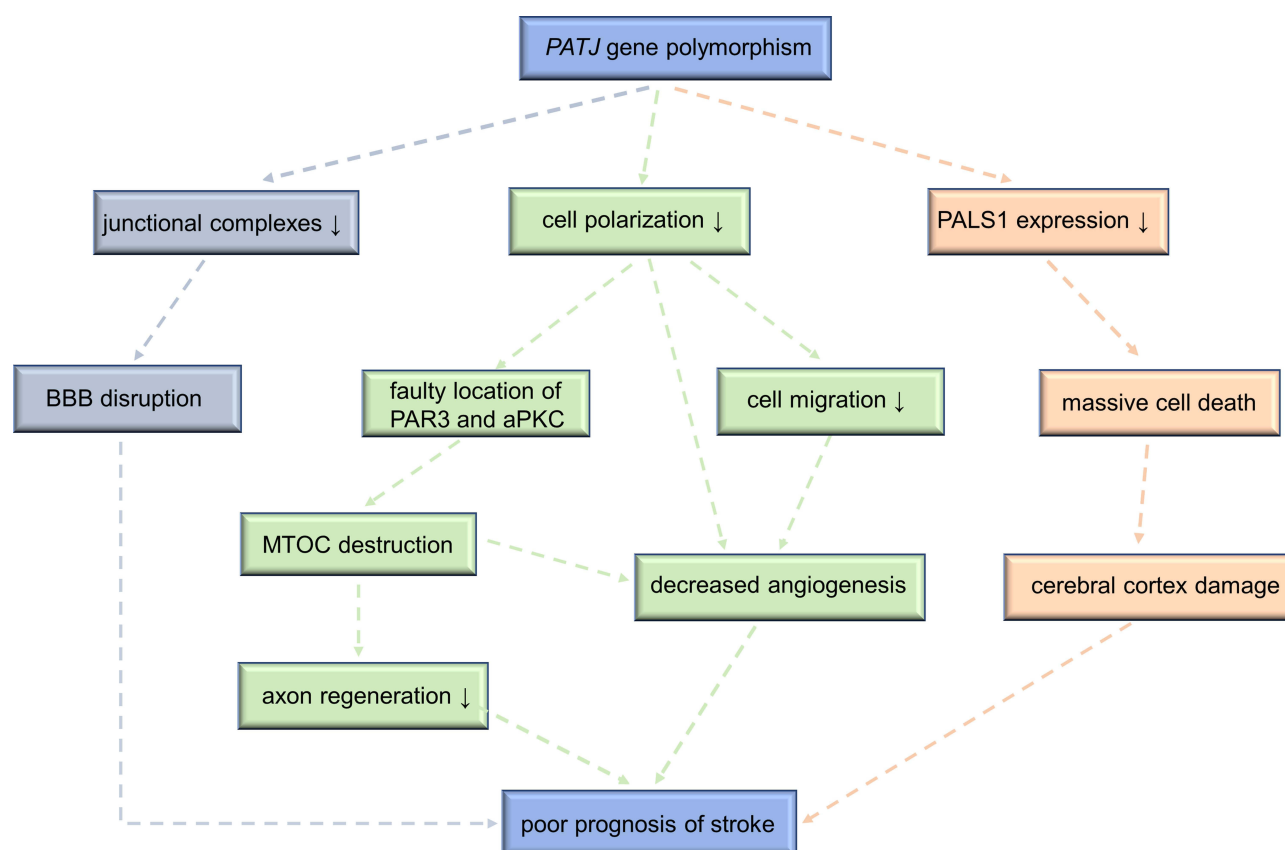 PATJ gene polymorphism
junctional complexes ↓
cell polarization ↓
PALS1 expression ↓
BBB disruption
faulty location of
PAR3 and aPKC
cell migration ↓
massive cell death
MTOC destruction
decreased angiogenesis
cerebral cortex damage
axon regeneration ↓
poor prognosis of stroke